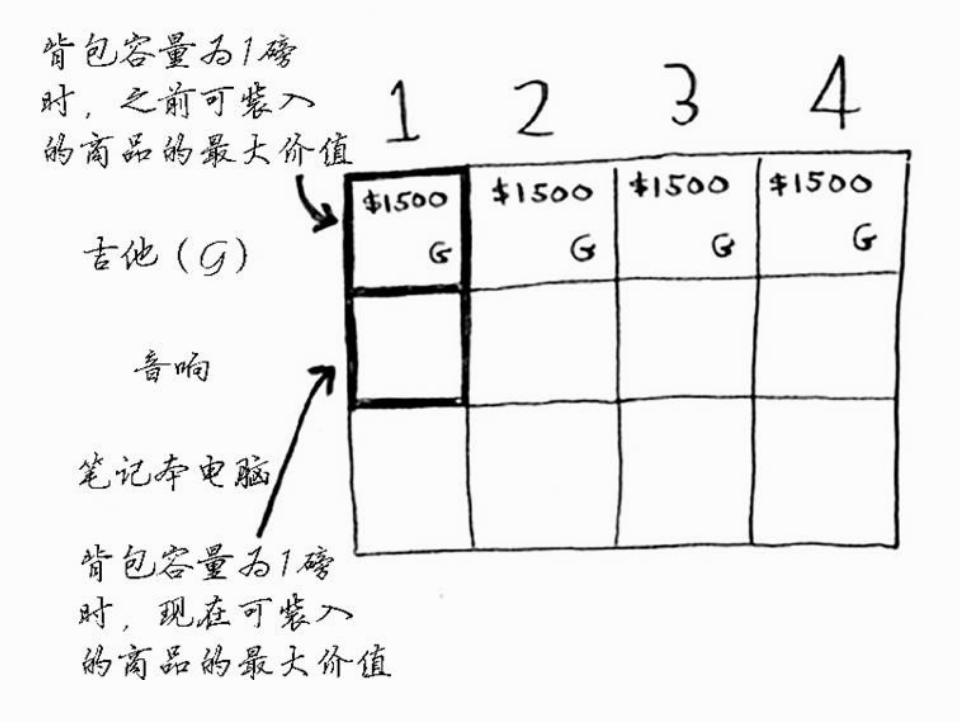 背包容量为1磅
时，之前可装入
的商品的最大价值
1 2 3 4
$1500 $1500 $1500 $1500
G G G G
吉他（G）
音响
笔记本电脑
背包容量为1磅
时，现在可装入
的商品的最大价值